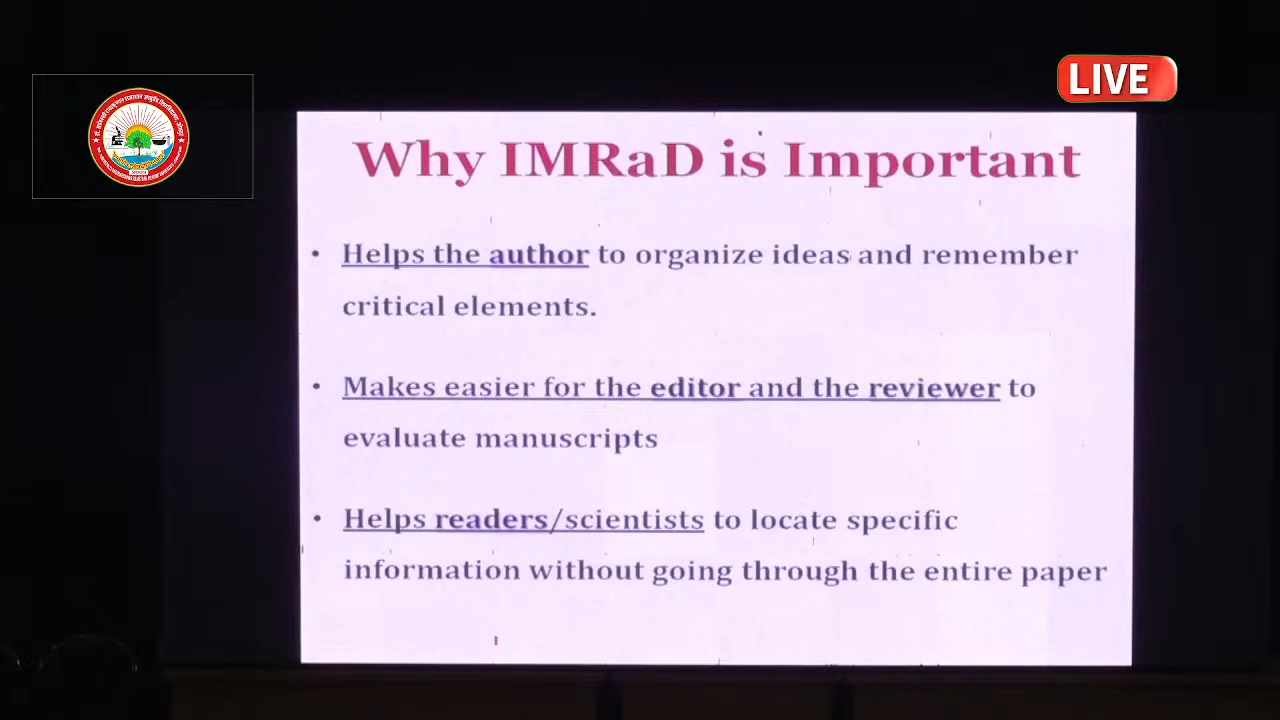 LIVE
Why IMRaD is Important
• Helps the author to organize ideas and remember
critical elements.
• Makes easier for the editor and the reviewer to
evaluate manuscripts
• Helps readers/scientists to locate specific
information without going through the entire paper